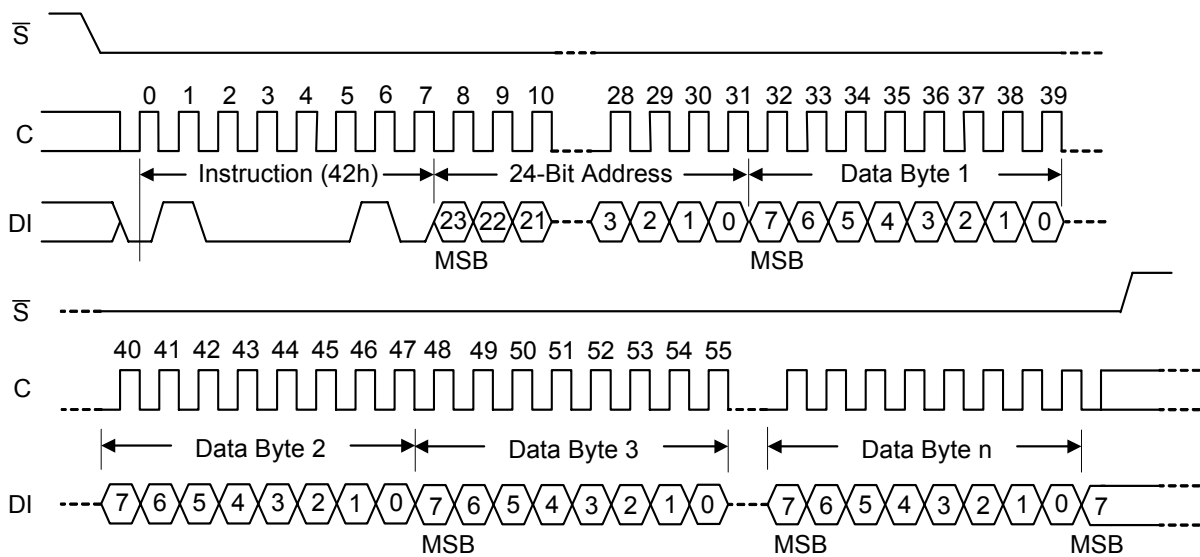 S̅
0 1 2 3 4 5 6 7 8 9 10 28 29 30 31 32 33 34 35 36 37 38 39
C
Instruction (42h) 24-Bit Address Data Byte 1
DI 23 22 21 3 2 1 0 7 6 5 4 3 2 1 0
MSB MSB
S̅
40 41 42 43 44 45 46 47 48 49 50 51 52 53 54 55
C
Data Byte 2 Data Byte 3 Data Byte n
DI 7 6 5 4 3 2 1 0 7 6 5 4 3 2 1 0 7 6 5 4 3 2 1 0 7
MSB MSB MSB